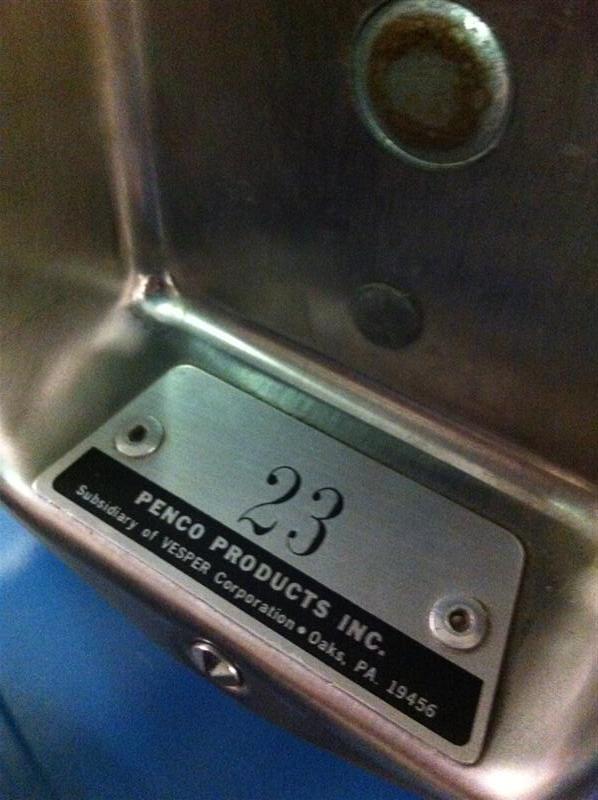 23
PENCO PRODUCTS INC.
Subsidiary of VESPER Corporation • Oaks, PA. 19456